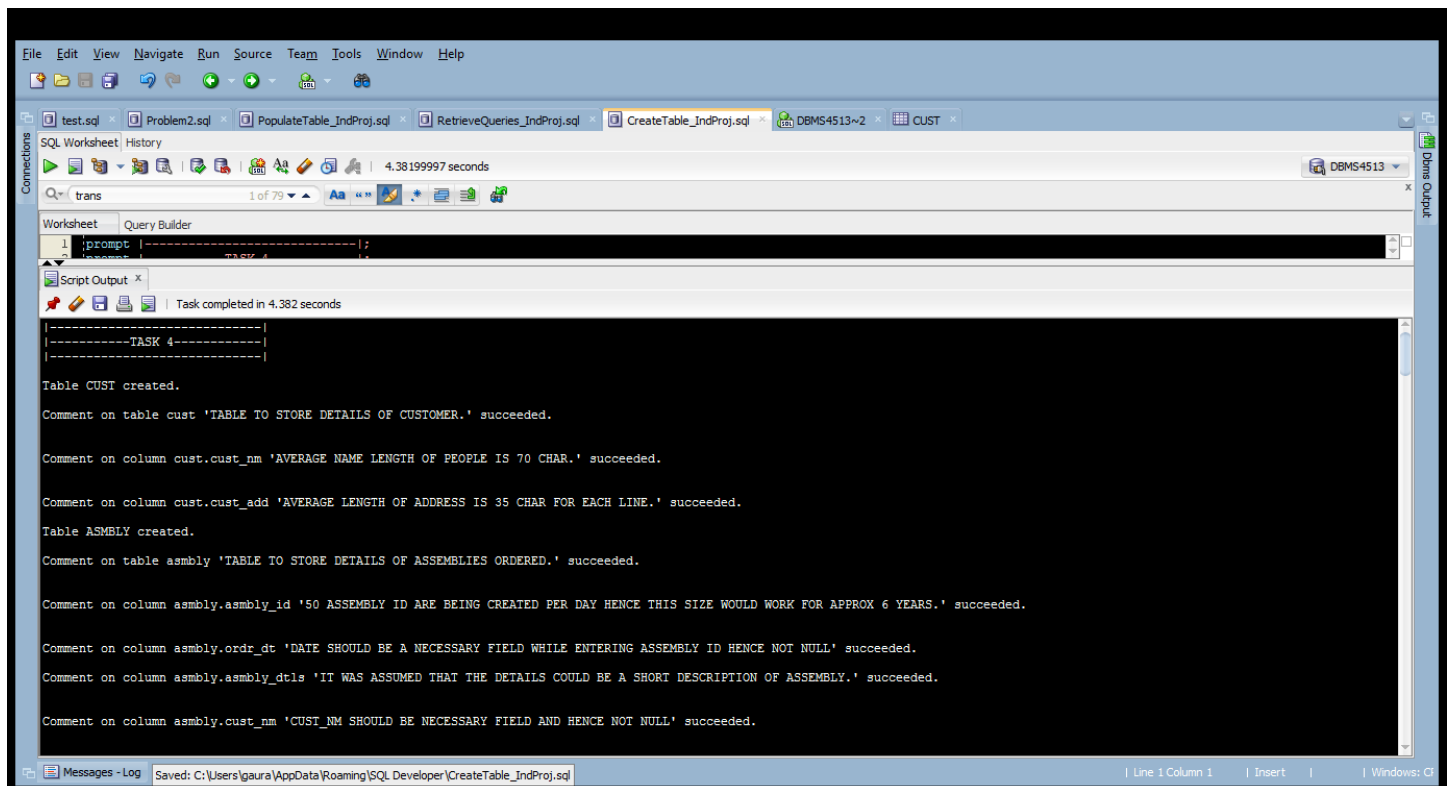 File Edit View Navigate Run Source Team Tools Window Help
test.sql Problem2.sql PopulateTable_IndProj.sql RetrieveQueries_IndProj.sql CreateTable_IndProj.sql DBMS4513~2 CUST
Connections
SQL Worksheet History
4.38199997 seconds
DBMS4513
Dbms Output
trans 1 of 79 Aa
Worksheet Query Builder
1 prompt |-----------------------------|;
2 prompt |-----------TASK 4------------|;
Script Output x
Task completed in 4.382 seconds
|-----------------------------|
|-----------TASK 4------------|
|-----------------------------|
Table CUST created.
Comment on table cust 'TABLE TO STORE DETAILS OF CUSTOMER.' succeeded.
Comment on column cust.cust_nm 'AVERAGE NAME LENGTH OF PEOPLE IS 70 CHAR.' succeeded.
Comment on column cust.cust_add 'AVERAGE LENGTH OF ADDRESS IS 35 CHAR FOR EACH LINE.' succeeded.
Table ASMBLY created.
Comment on table asmbly 'TABLE TO STORE DETAILS OF ASSEMBLIES ORDERED.' succeeded.
Comment on column asmbly.asmbly_id '50 ASSEMBLY ID ARE BEING CREATED PER DAY HENCE THIS SIZE WOULD WORK FOR APPROX 6 YEARS.' succeeded.
Comment on column asmbly.ordr_dt 'DATE SHOULD BE A NECESSARY FIELD WHILE ENTERING ASSEMBLY ID HENCE NOT NULL' succeeded.
Comment on column asmbly.asmbly_dtls 'IT WAS ASSUMED THAT THE DETAILS COULD BE A SHORT DESCRIPTION OF ASSEMBLY.' succeeded.
Comment on column asmbly.cust_nm 'CUST_NM SHOULD BE NECESSARY FIELD AND HENCE NOT NULL' succeeded.
Messages - Log Saved: C:\Users\gaura\AppData\Roaming\SQL Developer\CreateTable_IndProj.sql | Line 1 Column 1 | Insert | | Windows: CF